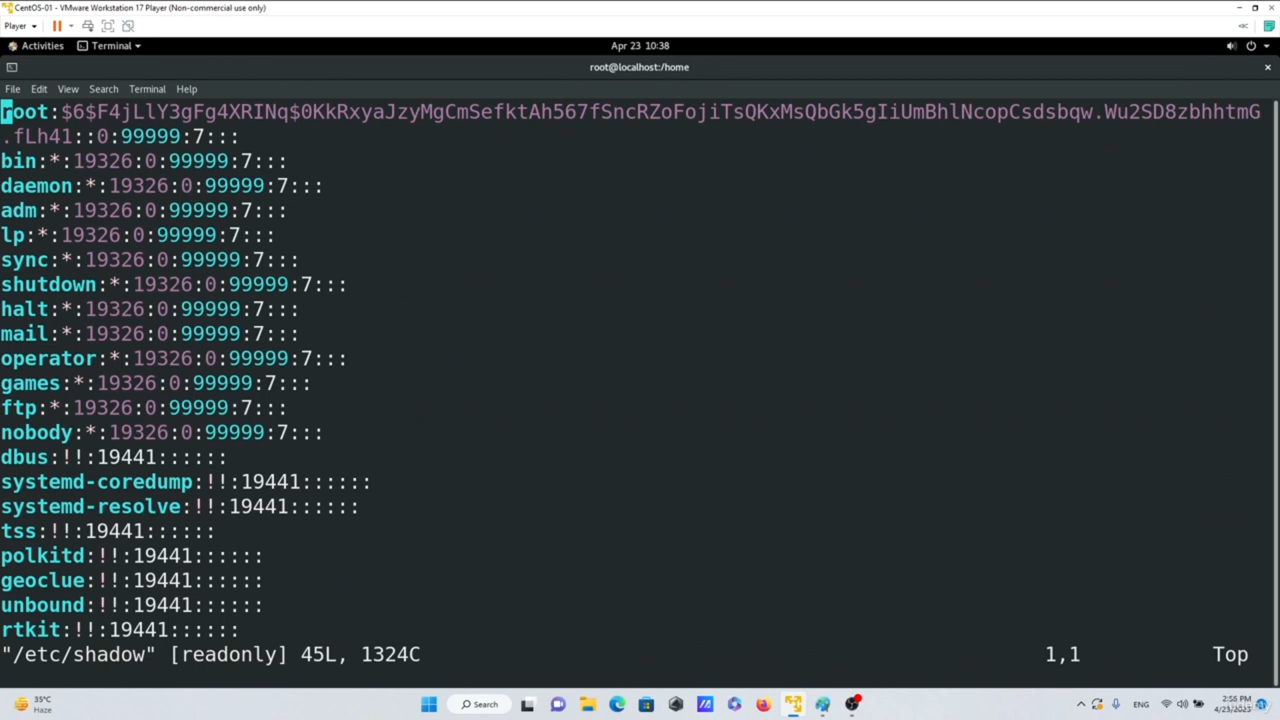 CentOS-01 - VMware Workstation 17 Player (Non-commercial use only)
Player
Activities Terminal Apr 23 10:38
root@localhost:/home
File Edit View Search Terminal Help
root:$6$F4jLlY3gFg4XRINq$0KkRxyaJzyMgCmSefktAh567fSncRZoFojiTsQKxMsQbGk5gIiUmBhlNcopCsdsbqw.Wu2SD8zbhhtmG
.fLh41::0:99999:7:::
bin:*:19326:0:99999:7:::
daemon:*:19326:0:99999:7:::
adm:*:19326:0:99999:7:::
lp:*:19326:0:99999:7:::
sync:*:19326:0:99999:7:::
shutdown:*:19326:0:99999:7:::
halt:*:19326:0:99999:7:::
mail:*:19326:0:99999:7:::
operator:*:19326:0:99999:7:::
games:*:19326:0:99999:7:::
ftp:*:19326:0:99999:7:::
nobody:*:19326:0:99999:7:::
dbus:!!:19441::::::
systemd-coredump:!!:19441::::::
systemd-resolve:!!:19441::::::
tss:!!:19441::::::
polkitd:!!:19441::::::
geoclue:!!:19441::::::
unbound:!!:19441::::::
rtkit:!!:19441::::::
"/etc/shadow" [readonly] 45L, 1324C 1,1 Top
35°C
Haze
Search
ENG
2:55 PM
4/23/2023